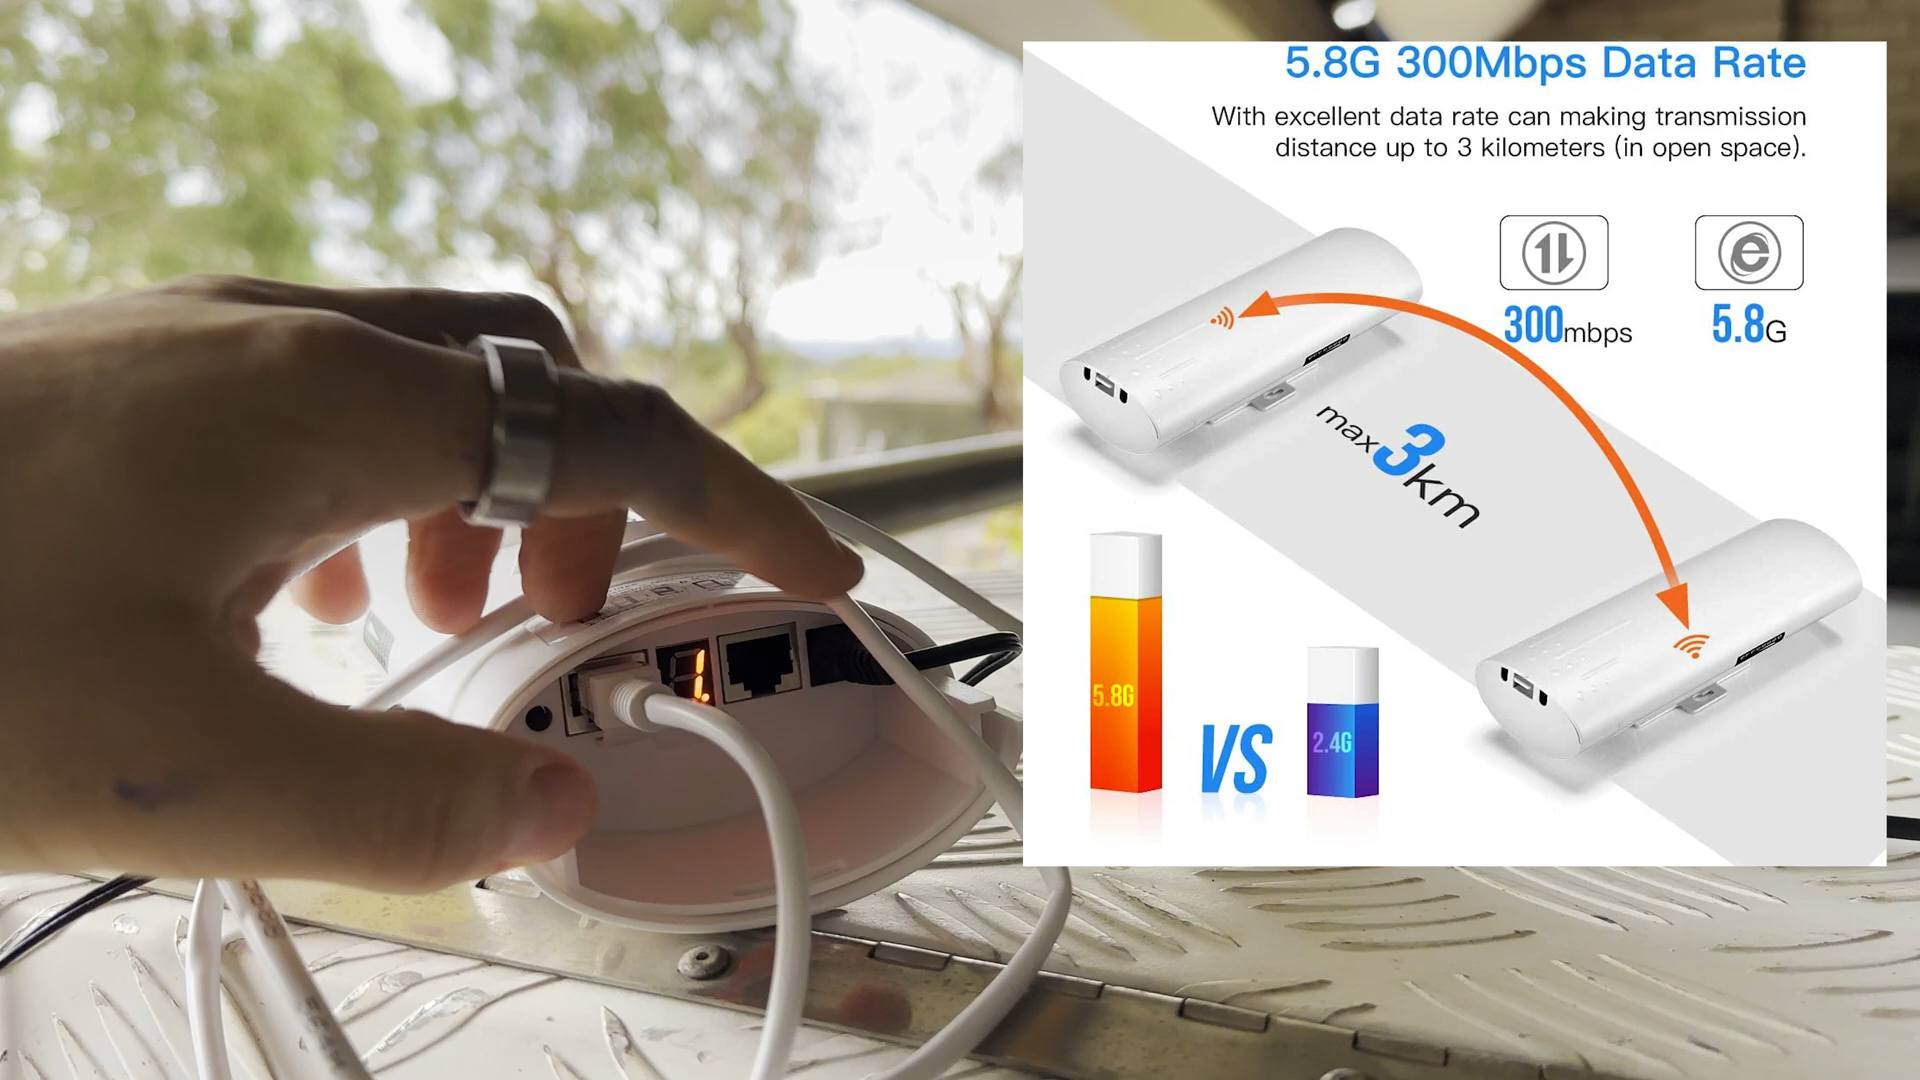 5.8G 300Mbps Data Rate
With excellent data rate can making transmission
distance up to 3 kilometers (in open space).
300mbps
5.8G
max3km
5.8G
VS
2.4G
1.